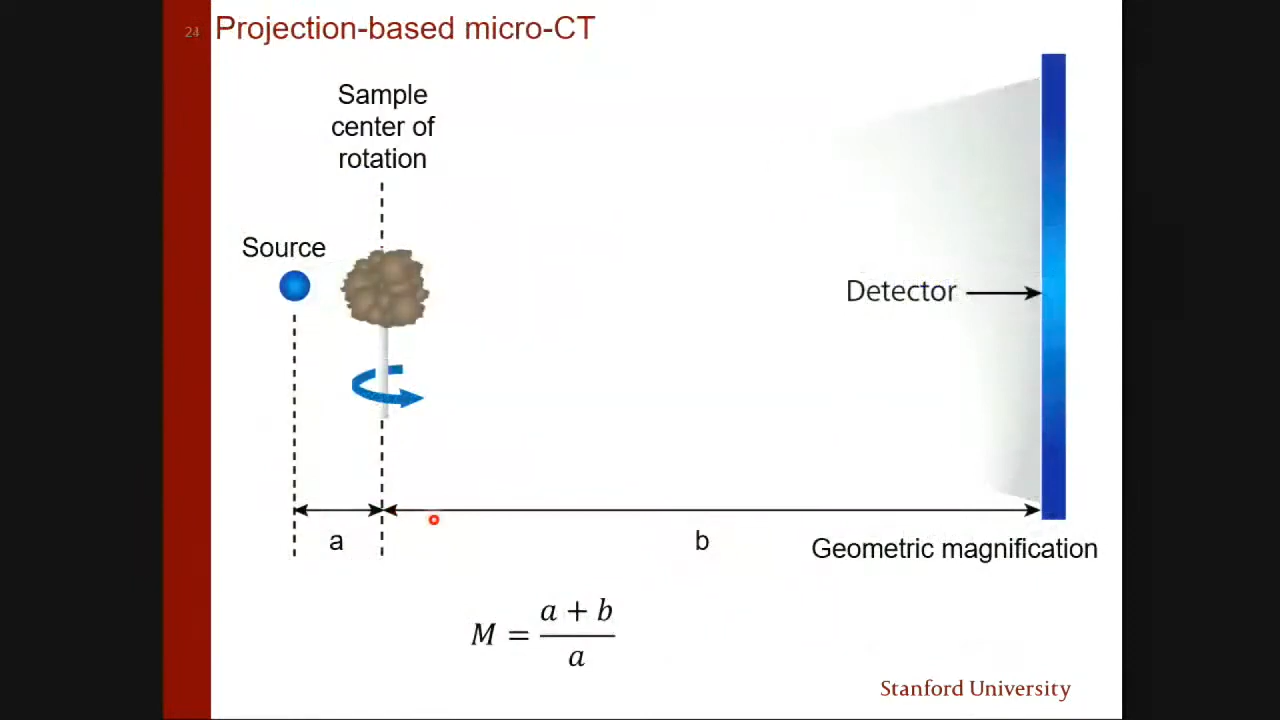 24 Projection-based micro-CT
Sample
center of
rotation
Source
Detector
a
b
Geometric magnification
M = a + b
a
Stanford University